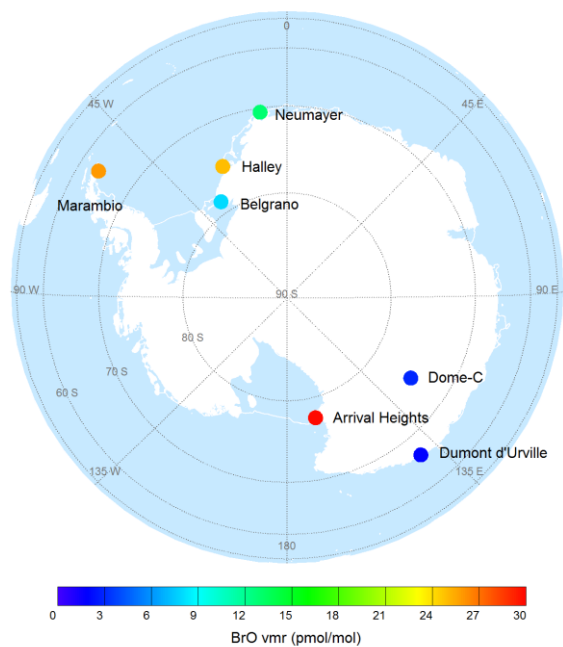 0
45 W
45 E
Neumayer
Halley
Marambio
Belgrano
90 W
90 S
90 E
80 S
70 S
60 S
Dome-C
Arrival Heights
Dumont d'Urville
135 W
135 E
180
0 3 6 9 12 15 18 21 24 27 30
BrO vmr (pmol/mol)